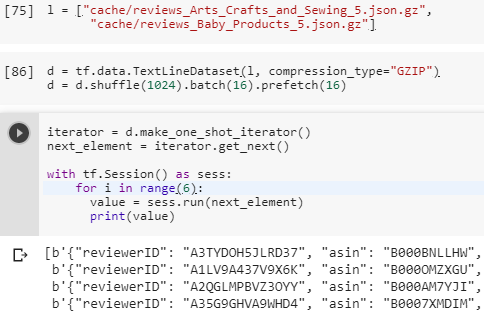 [75] l = ["cache/reviews_Arts_Crafts_and_Sewing_5.json.gz",
"cache/reviews_Baby_Products_5.json.gz"]
[86] d = tf.data.TextLineDataset(l, compression_type="GZIP")
d = d.shuffle(1024).batch(16).prefetch(16)
iterator = d.make_one_shot_iterator()
next_element = iterator.get_next()
with tf.Session() as sess:
for i in range(6):
value = sess.run(next_element)
print(value)
[b'{"reviewerID": "A3TYDOH5JLRD37", "asin": "B000BNLLHW",
b'{"reviewerID": "A1LV9A437V9X6K", "asin": "B000OMZXGU",
b'{"reviewerID": "A2QGLMPBVZ3OYY", "asin": "B000AM7YJI",
b'{"reviewerID": "A35G9GHVA9WHD4", "asin": "B0007XMDIM",